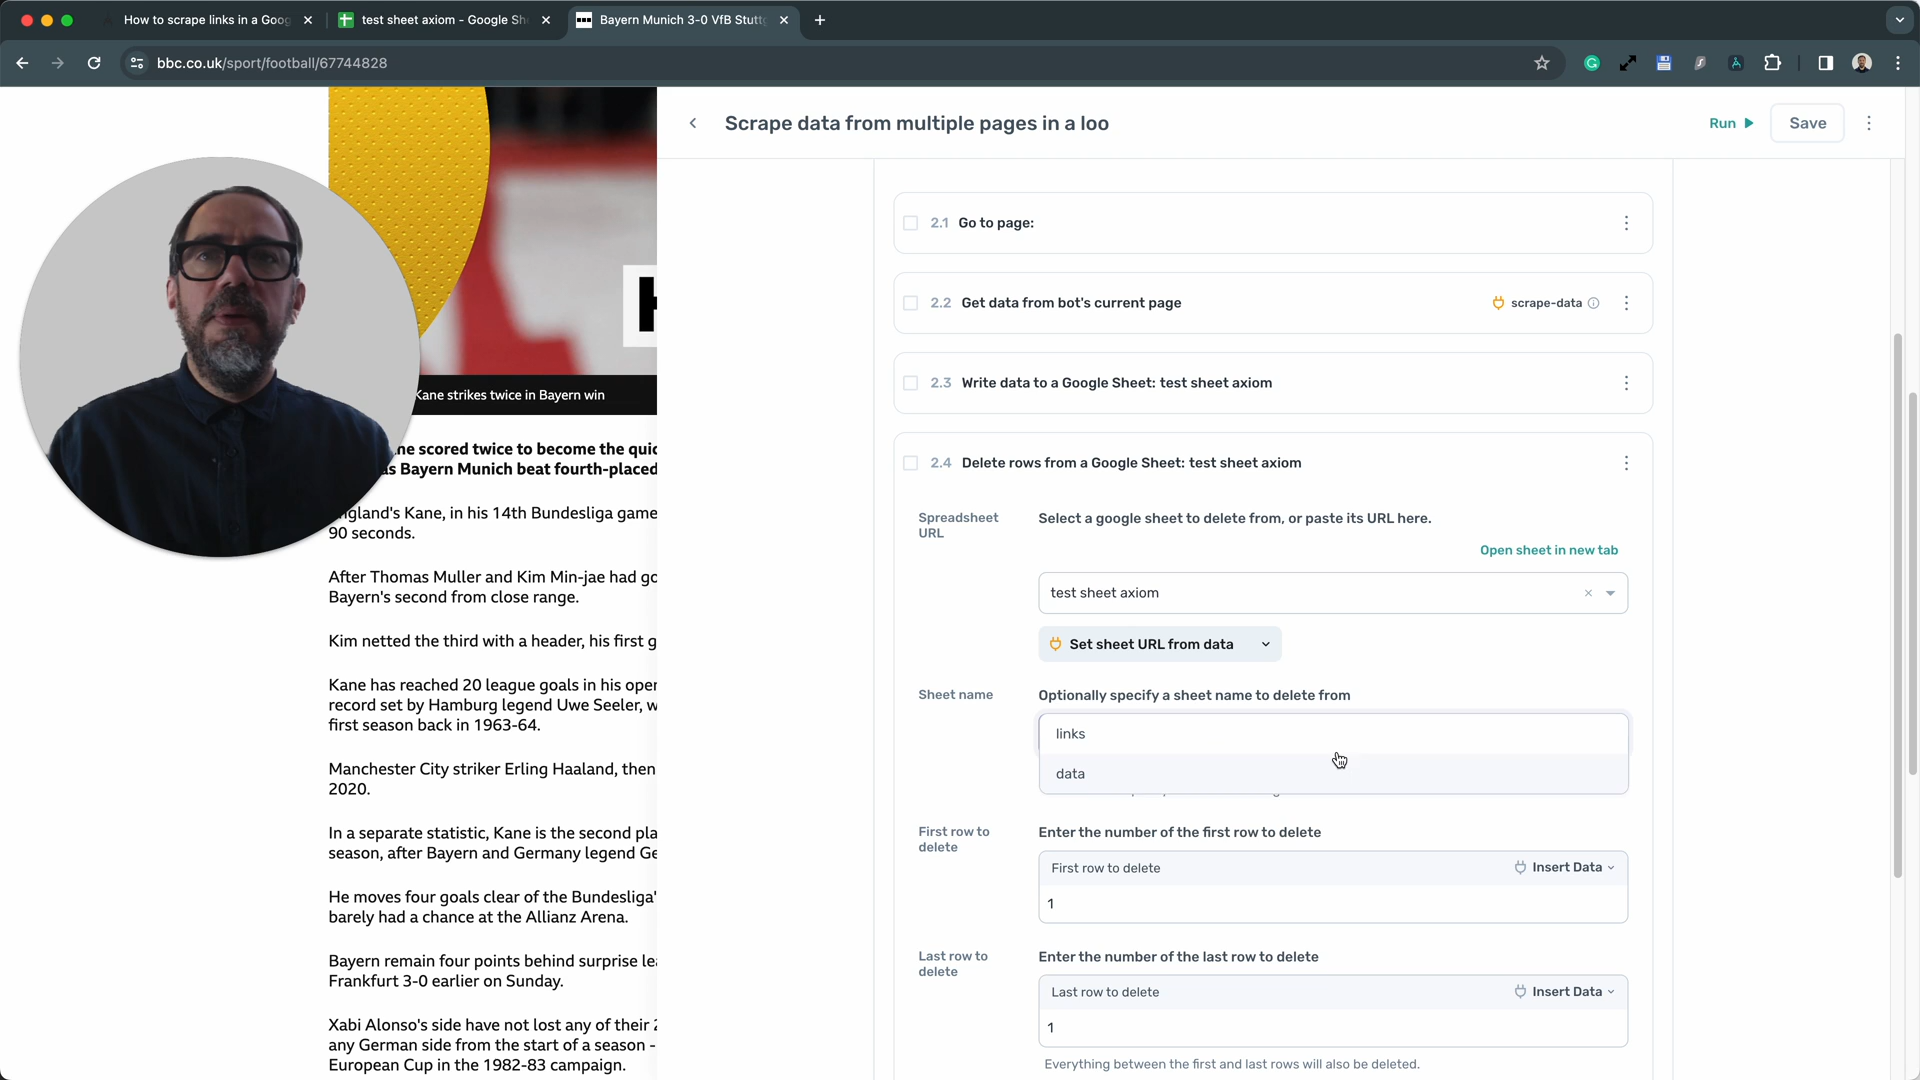 How to scrape links in a Goog
test sheet axiom - Google Sh
Bayern Munich 3-0 VfB Stuttg
bbc.co.uk/sport/football/67744828
Scrape data from multiple pages in a loo
Run
Save
2.1 Go to page:
2.2 Get data from bot's current page
scrape-data
2.3 Write data to a Google Sheet: test sheet axiom
2.4 Delete rows from a Google Sheet: test sheet axiom
Spreadsheet
URL
Select a google sheet to delete from, or paste its URL here.
Open sheet in new tab
test sheet axiom
Set sheet URL from data
Sheet name
Optionally specify a sheet name to delete from
links
data
First row to
delete
Enter the number of the first row to delete
First row to delete
Insert Data
1
Last row to
delete
Enter the number of the last row to delete
Last row to delete
Insert Data
1
Everything between the first and last rows will also be deleted.
H
Kane strikes twice in Bayern win
ne scored twice to become the quic
as Bayern Munich beat fourth-placed
ngland's Kane, in his 14th Bundesliga game
90 seconds.
After Thomas Muller and Kim Min-jae had go
Bayern's second from close range.
Kim netted the third with a header, his first g
Kane has reached 20 league goals in his oper
record set by Hamburg legend Uwe Seeler, w
first season back in 1963-64.
Manchester City striker Erling Haaland, then
2020.
In a separate statistic, Kane is the second pla
season, after Bayern and Germany legend Ge
He moves four goals clear of the Bundesliga'
barely had a chance at the Allianz Arena.
Bayern remain four points behind surprise lea
Frankfurt 3-0 earlier on Sunday.
Xabi Alonso's side have not lost any of their 2
any German side from the start of a season -
European Cup in the 1982-83 campaign.